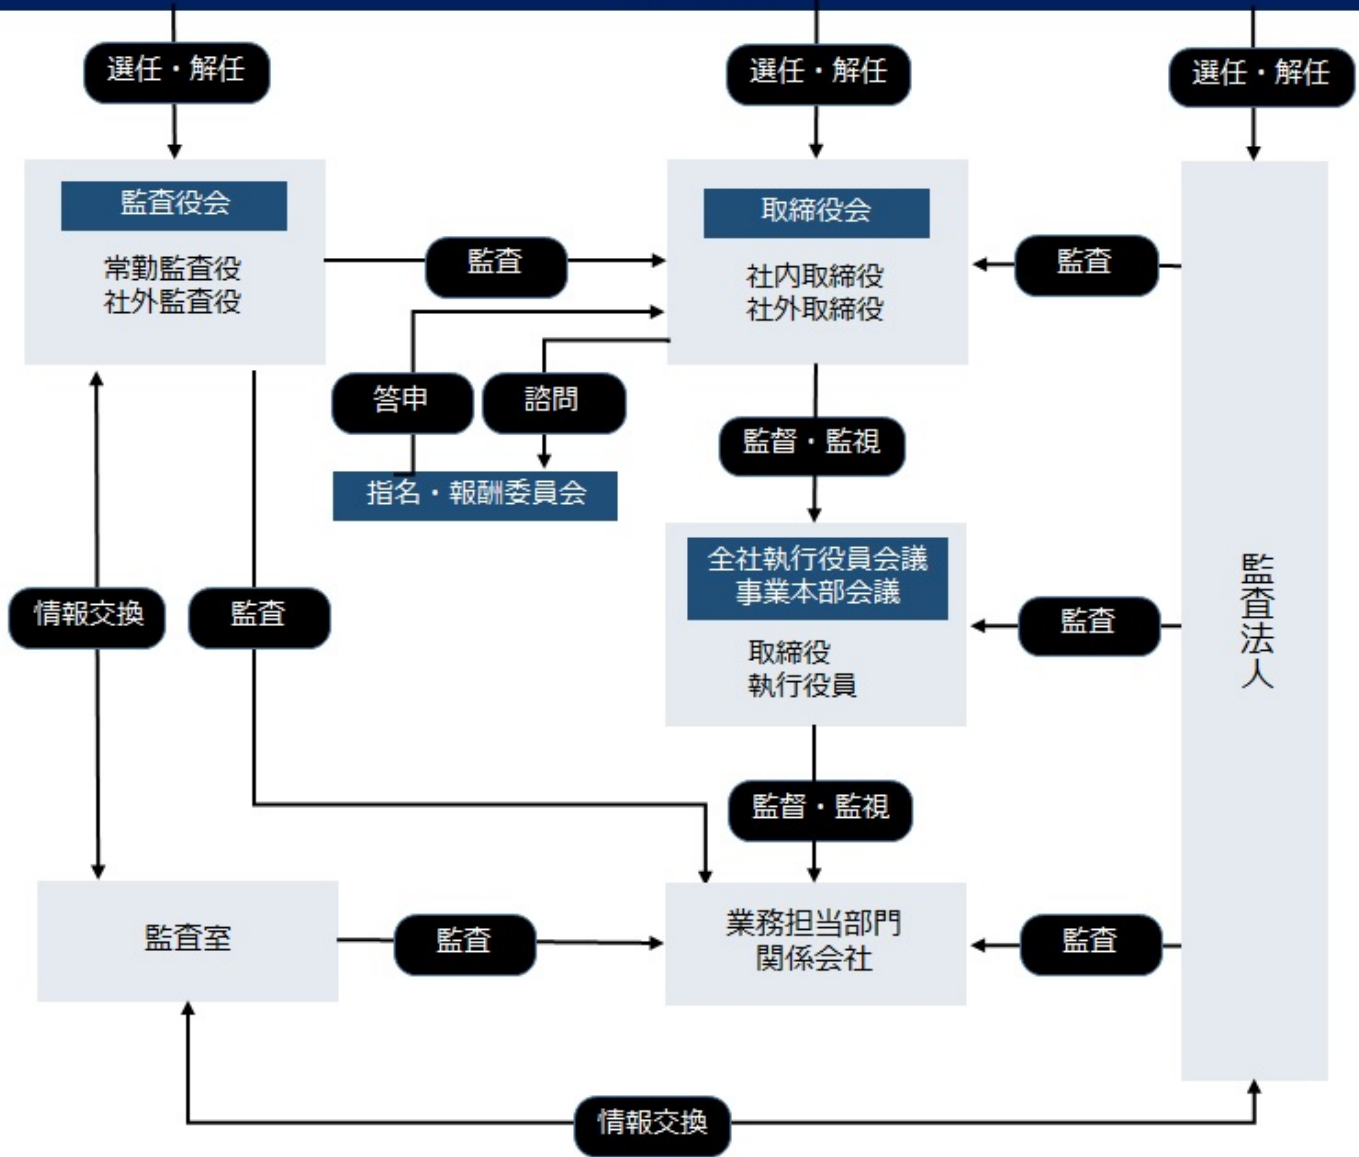 選任・解任
選任・解任
選任・解任
監査役会
常勤監査役
社外監査役
監査
取締役会
社内取締役
社外取締役
監査
答申
諮問
指名・報酬委員会
監督・監視
全社執行役員会議
事業本部会議
取締役
執行役員
情報交換
監査
監査
監査法人
監督・監視
監査室
監査
業務担当部門
関係会社
監査
情報交換